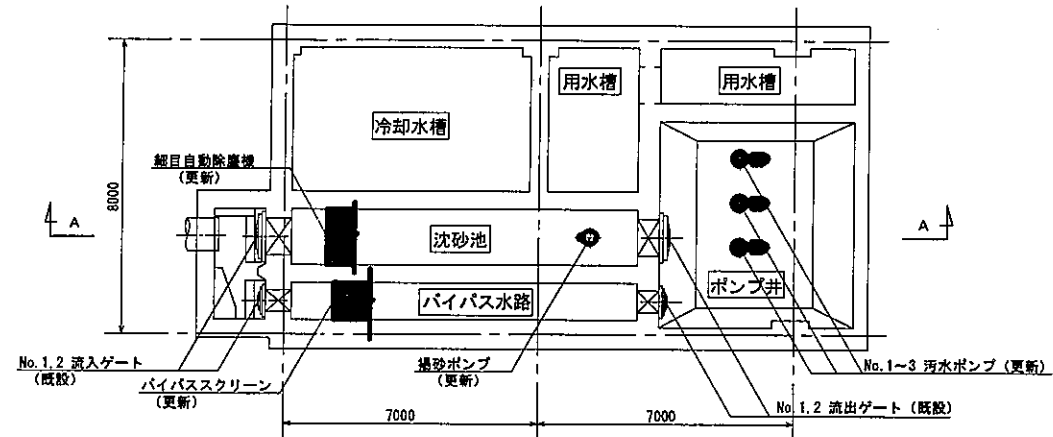 冷却水槽
用水槽
用水槽
細目自動除塵機
(更新)
8000
A
A
沈砂池
ポンプ井
バイパス水路
No.1,2 流入ゲート
(既設)
バイパススクリーン
(更新)
揚砂ポンプ
(更新)
No.1~3 汚水ポンプ (更新)
No.1,2 流出ゲート (既設)
7000
7000